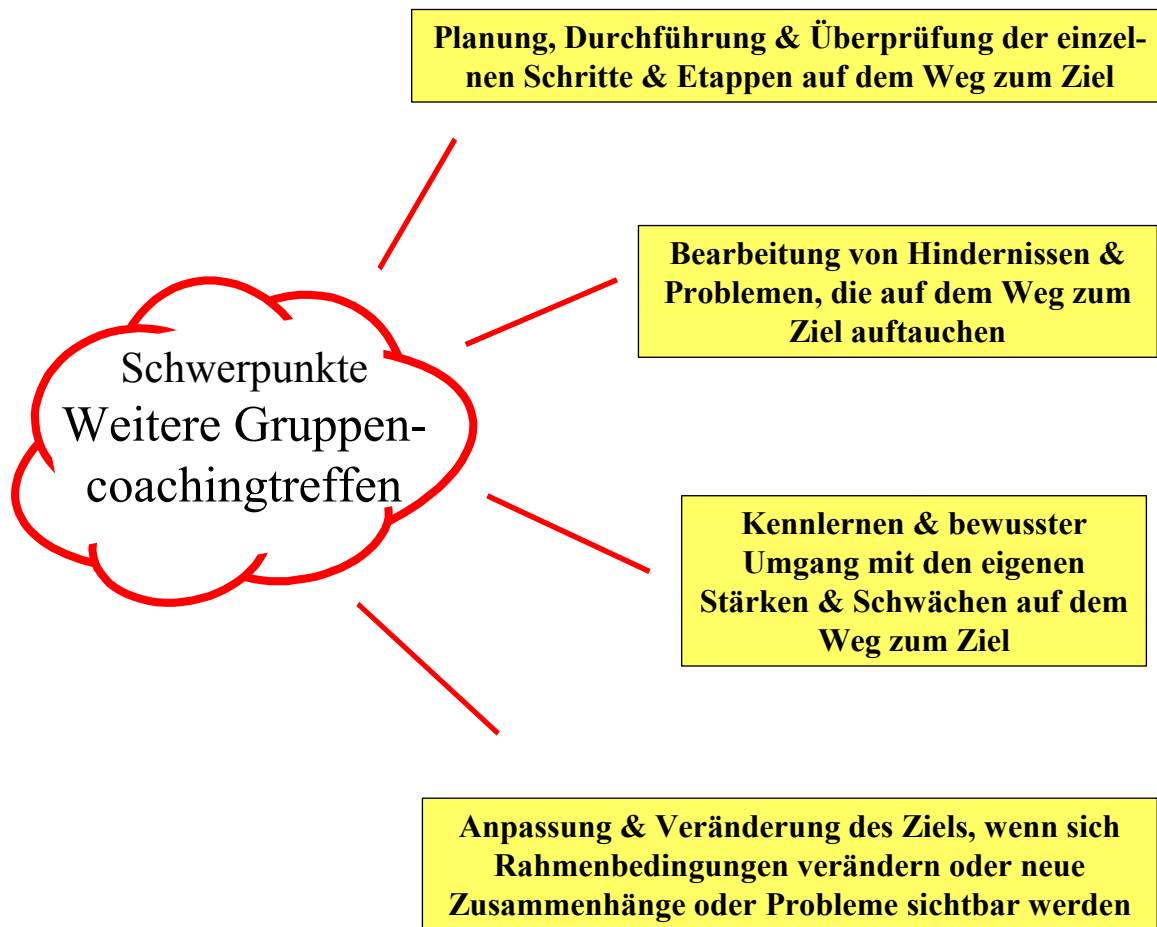 Planung, Durchführung & Überprüfung der einzel-
nen Schritte & Etappen auf dem Weg zum Ziel
Bearbeitung von Hindernissen &
Problemen, die auf dem Weg zum
Ziel auftauchen
Schwerpunkte
Weitere Gruppen-
coachingtreffen
Kennlernen & bewusster
Umgang mit den eigenen
Stärken & Schwächen auf dem
Weg zum Ziel
Anpassung & Veränderung des Ziels, wenn sich
Rahmenbedingungen verändern oder neue
Zusammenhänge oder Probleme sichtbar werden